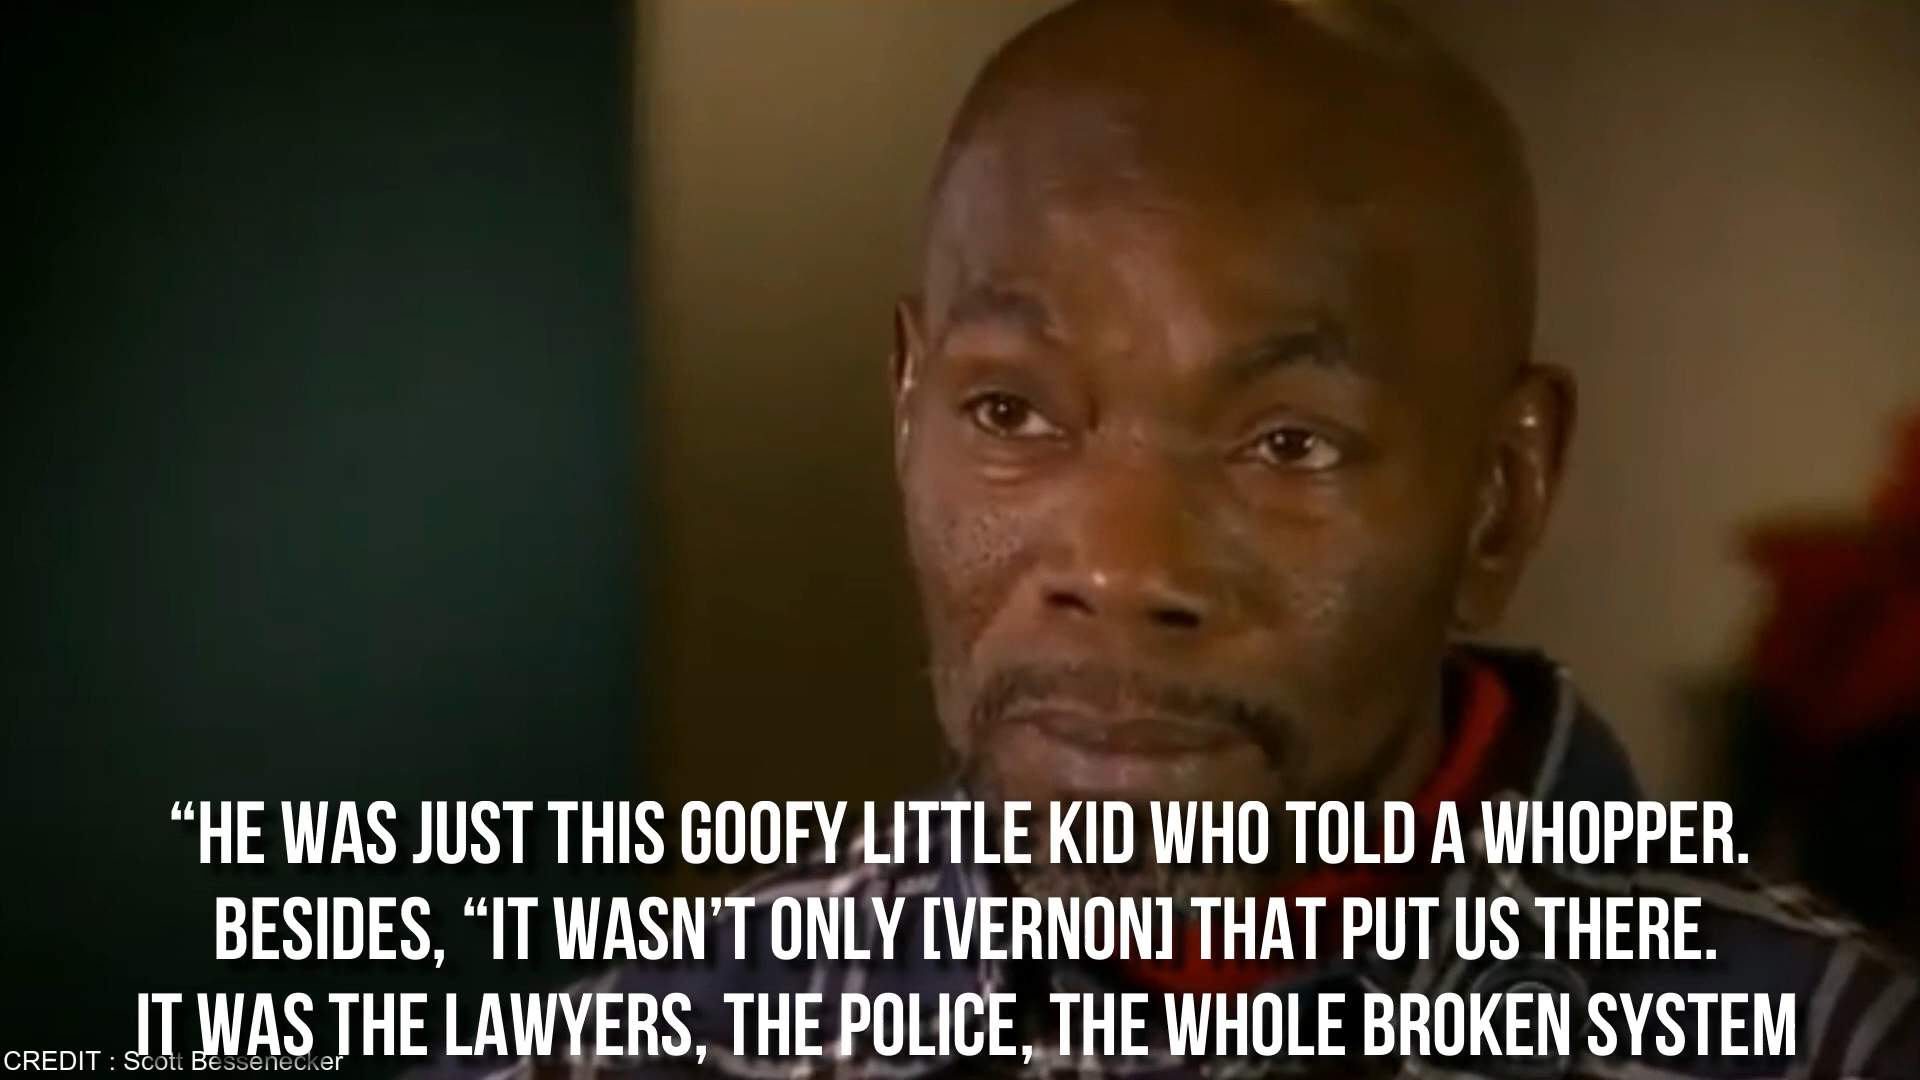 “HE WAS JUST THIS GOOFY LITTLE KID WHO TOLD A WHOPPER.
BESIDES, “IT WASN’T ONLY [VERNON] THAT PUT US THERE.
IT WAS THE LAWYERS, THE POLICE, THE WHOLE BROKEN SYSTEM
CREDIT : Scott Bessenecker